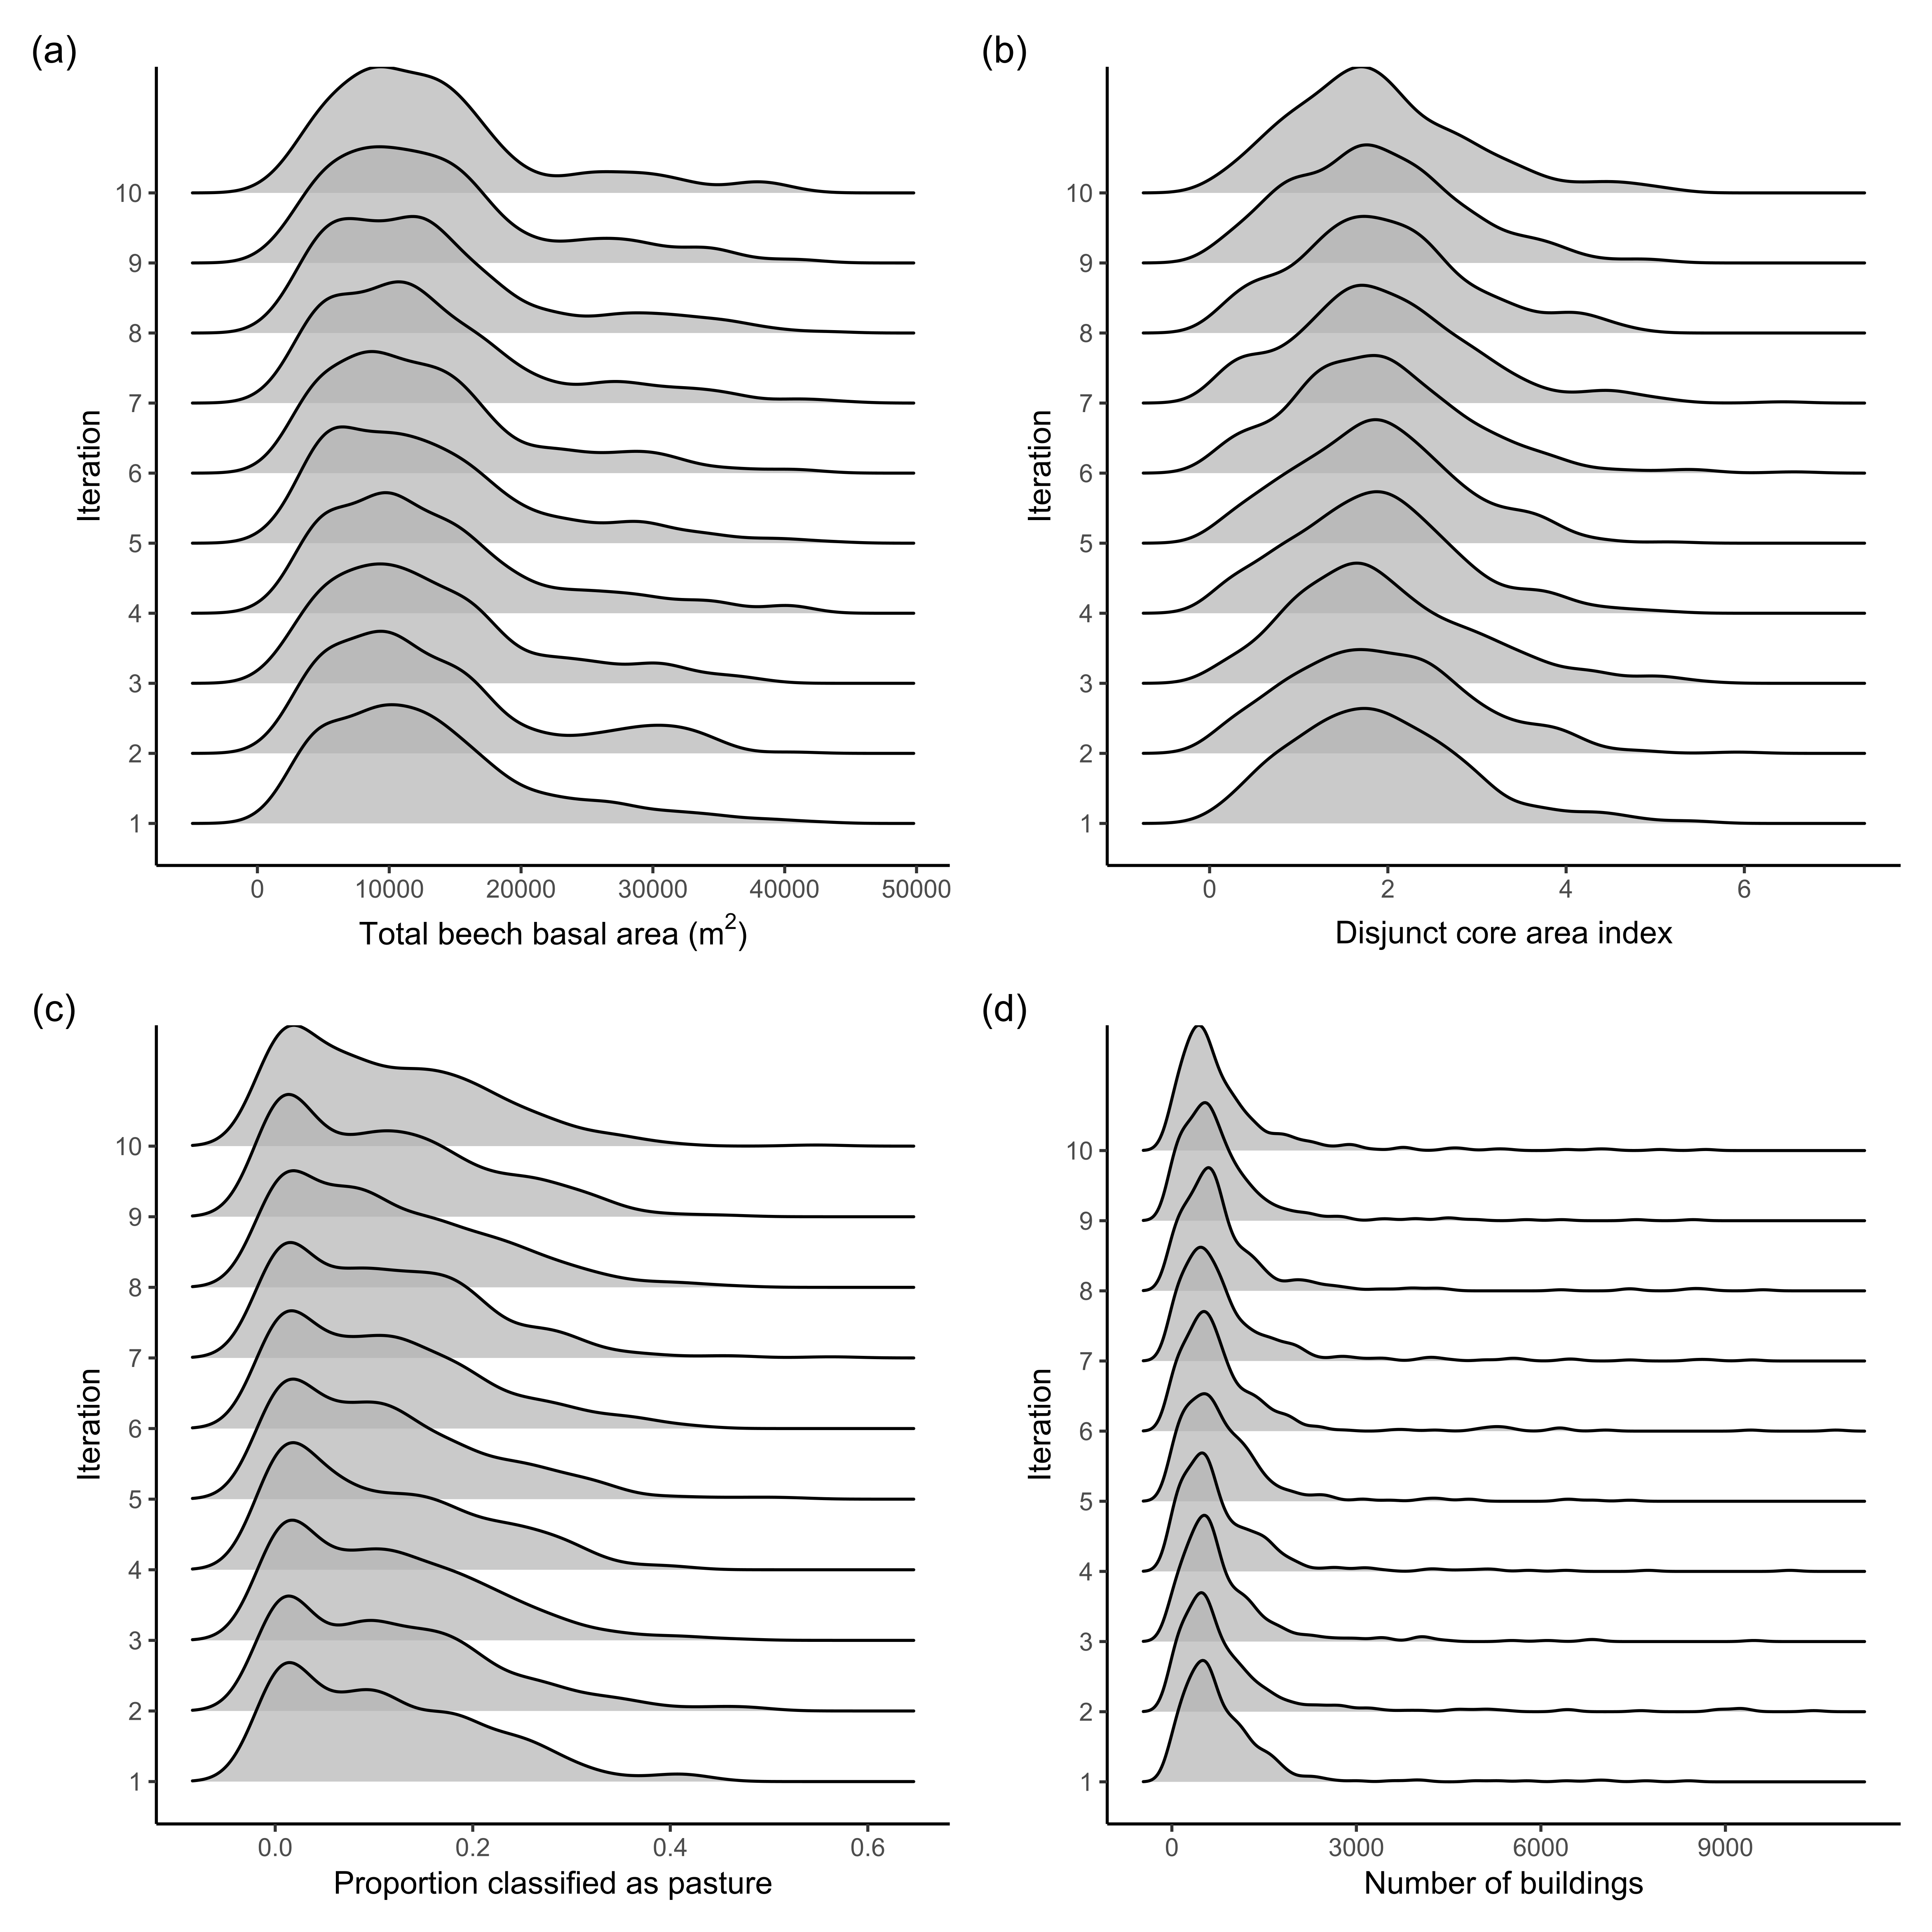 (a)
Iteration
10
9
8
7
6
5
4
3
2
1
0 10000 20000 30000 40000 50000
Total beech basal area (m²)
(b)
Iteration
10
9
8
7
6
5
4
3
2
1
0 2 4 6
Disjunct core area index
(c)
Iteration
10
9
8
7
6
5
4
3
2
1
0.0 0.2 0.4 0.6
Proportion classified as pasture
(d)
Iteration
10
9
8
7
6
5
4
3
2
1
0 3000 6000 9000
Number of buildings